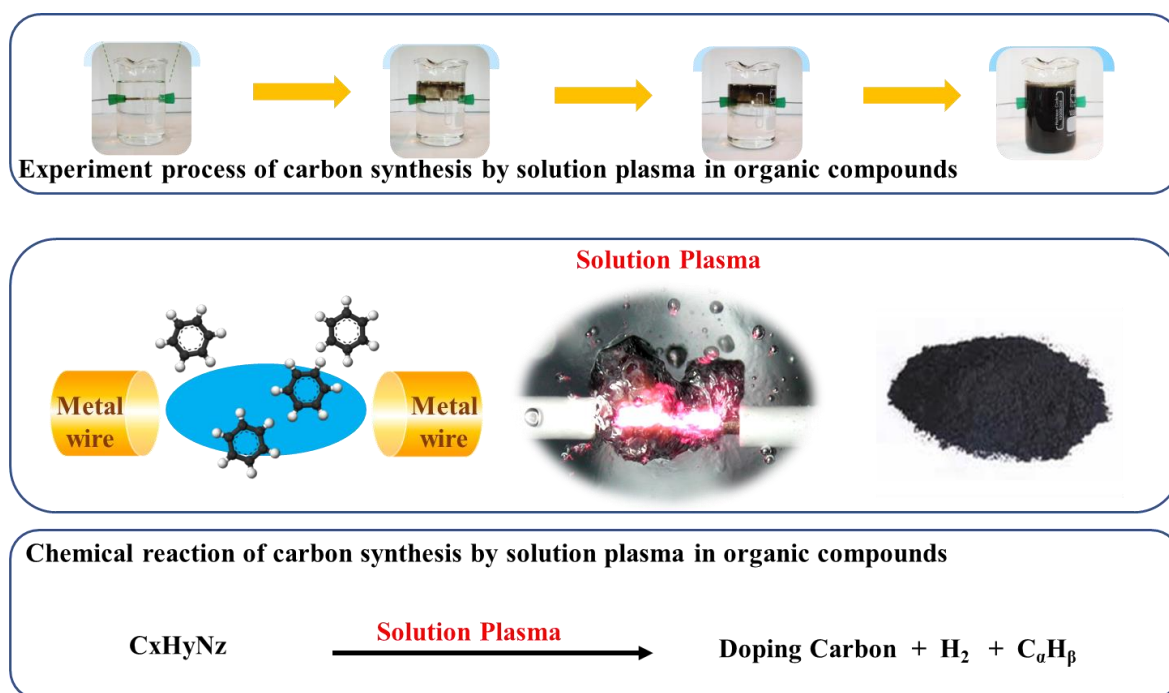 Experiment process of carbon synthesis by solution plasma in organic compounds
Solution Plasma
Metal
wire
Metal
wire
Chemical reaction of carbon synthesis by solution plasma in organic compounds
Solution Plasma
CxHyNz
Doping Carbon + H₂ + CαHβ